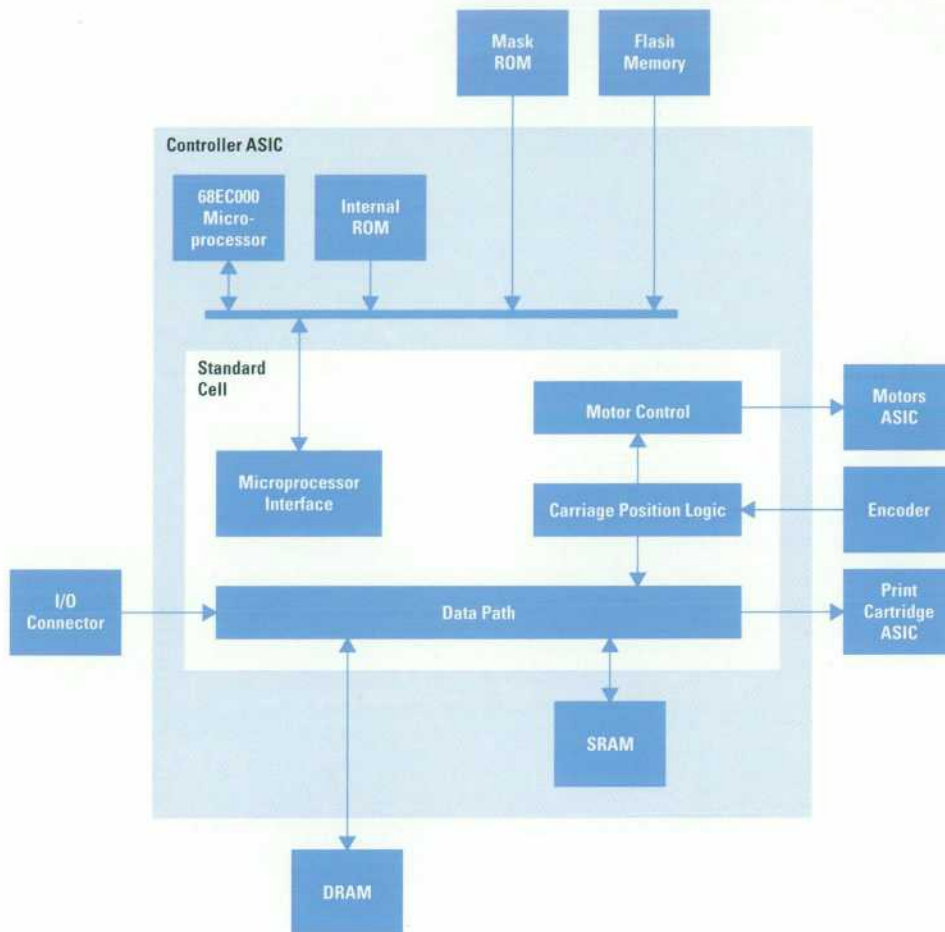 Mask
ROM
Flash
Memory
Controller ASIC
68EC000
Micro-
processor
Internal
ROM
Standard
Cell
Motor Control
Motors
ASIC
Microprocessor
Interface
Carriage Position Logic
Encoder
I/O
Connector
Data Path
Print
Cartridge
ASIC
SRAM
DRAM